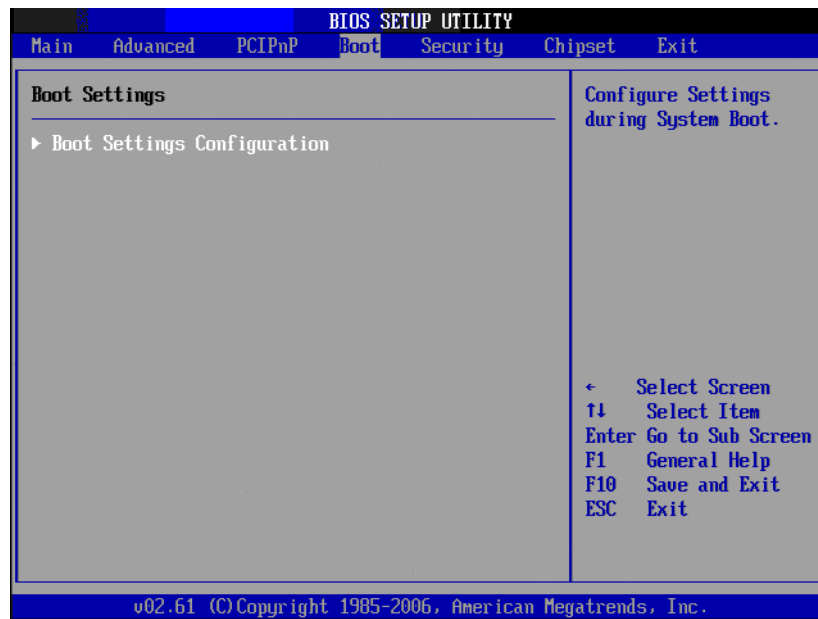 BIOS SETUP UTILITY
Main Advanced PCIPnP Boot Security Chipset Exit
Boot Settings
▶ Boot Settings Configuration
Configure Settings
during System Boot.
← Select Screen
↑↓ Select Item
Enter Go to Sub Screen
F1 General Help
F10 Save and Exit
ESC Exit
v02.61 (C)Copyright 1985-2006, American Megatrends, Inc.